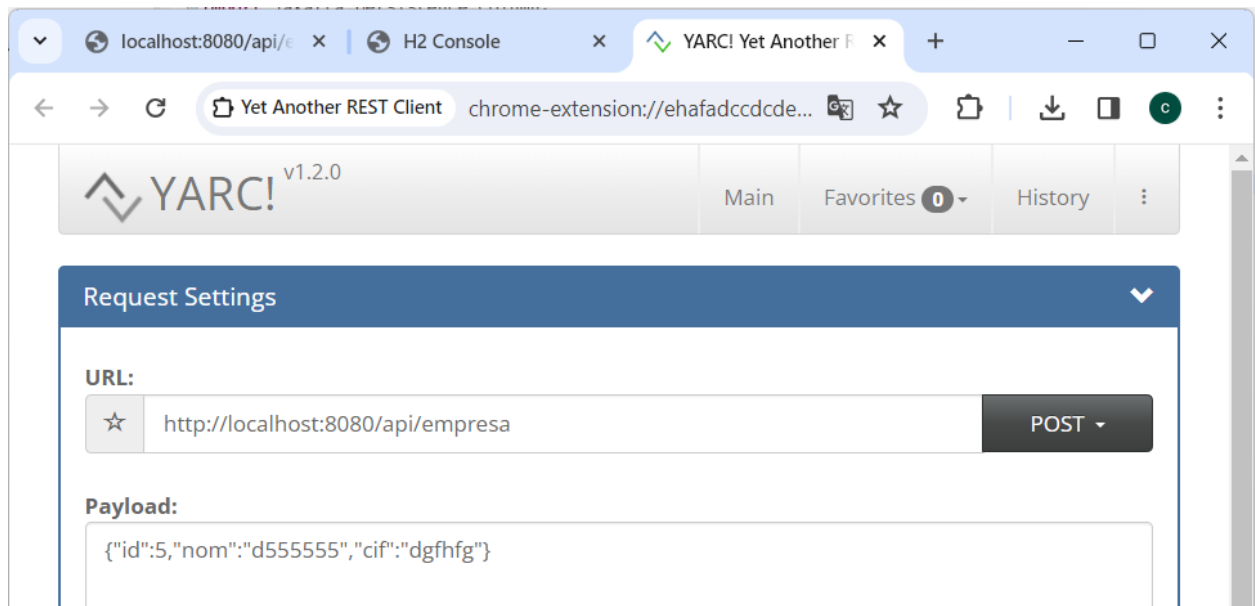 localhost:8080/api/e
H2 Console
YARC! Yet Another R
Yet Another REST Client chrome-extension://ehafadccdcde...
C
YARC! v1.2.0
Main Favorites 0 History
Request Settings
URL:
http://localhost:8080/api/empresa POST
Payload:
{"id":5,"nom":"d555555","cif":"dgfhfg"}